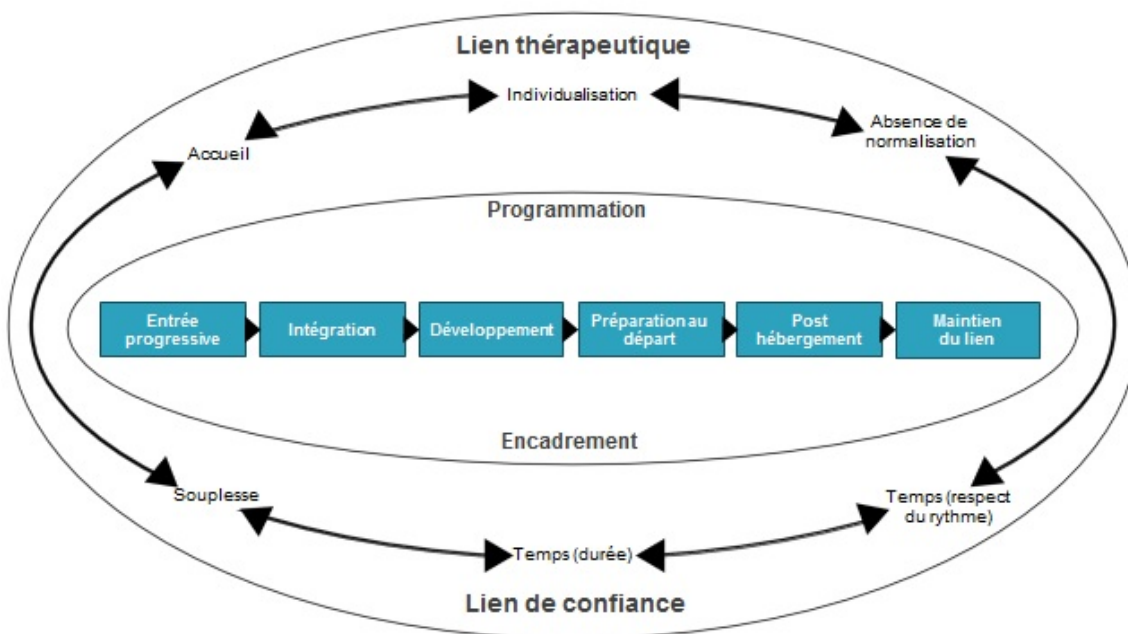 Lien thérapeutique
Individualisation
Absence de
normalisation
Accueil
Programmation
Entrée
progressive
Intégration
Développement
Préparation au
départ
Post
hébergement
Maintien
du lien
Encadrement
Souplesse
Temps (respect
du rythme)
Temps (durée)
Lien de confiance